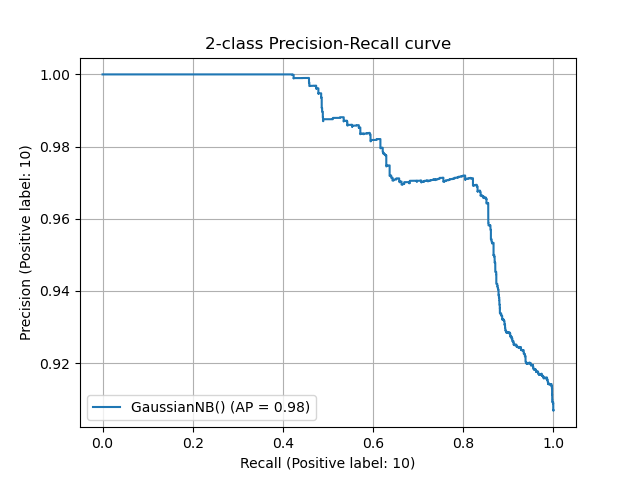 2-class Precision-Recall curve
1.00
0.98
0.96
0.94
0.92
Precision (Positive label: 10)
GaussianNB() (AP = 0.98)
0.0 0.2 0.4 0.6 0.8 1.0
Recall (Positive label: 10)